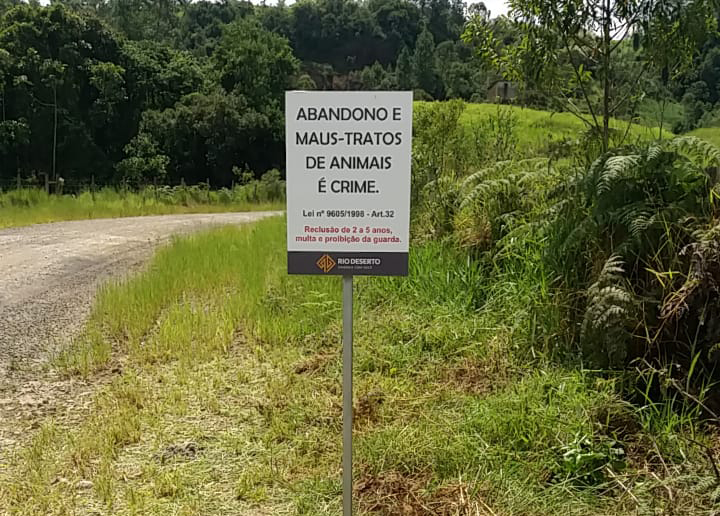 ABANDONO E
MAUS-TRATOS
DE ANIMAIS
É CRIME.
Lei nº 9605/1998 - Art.32
Reclusão de 2 a 5 anos,
multa e proibição da guarda.
RIO DESERTO